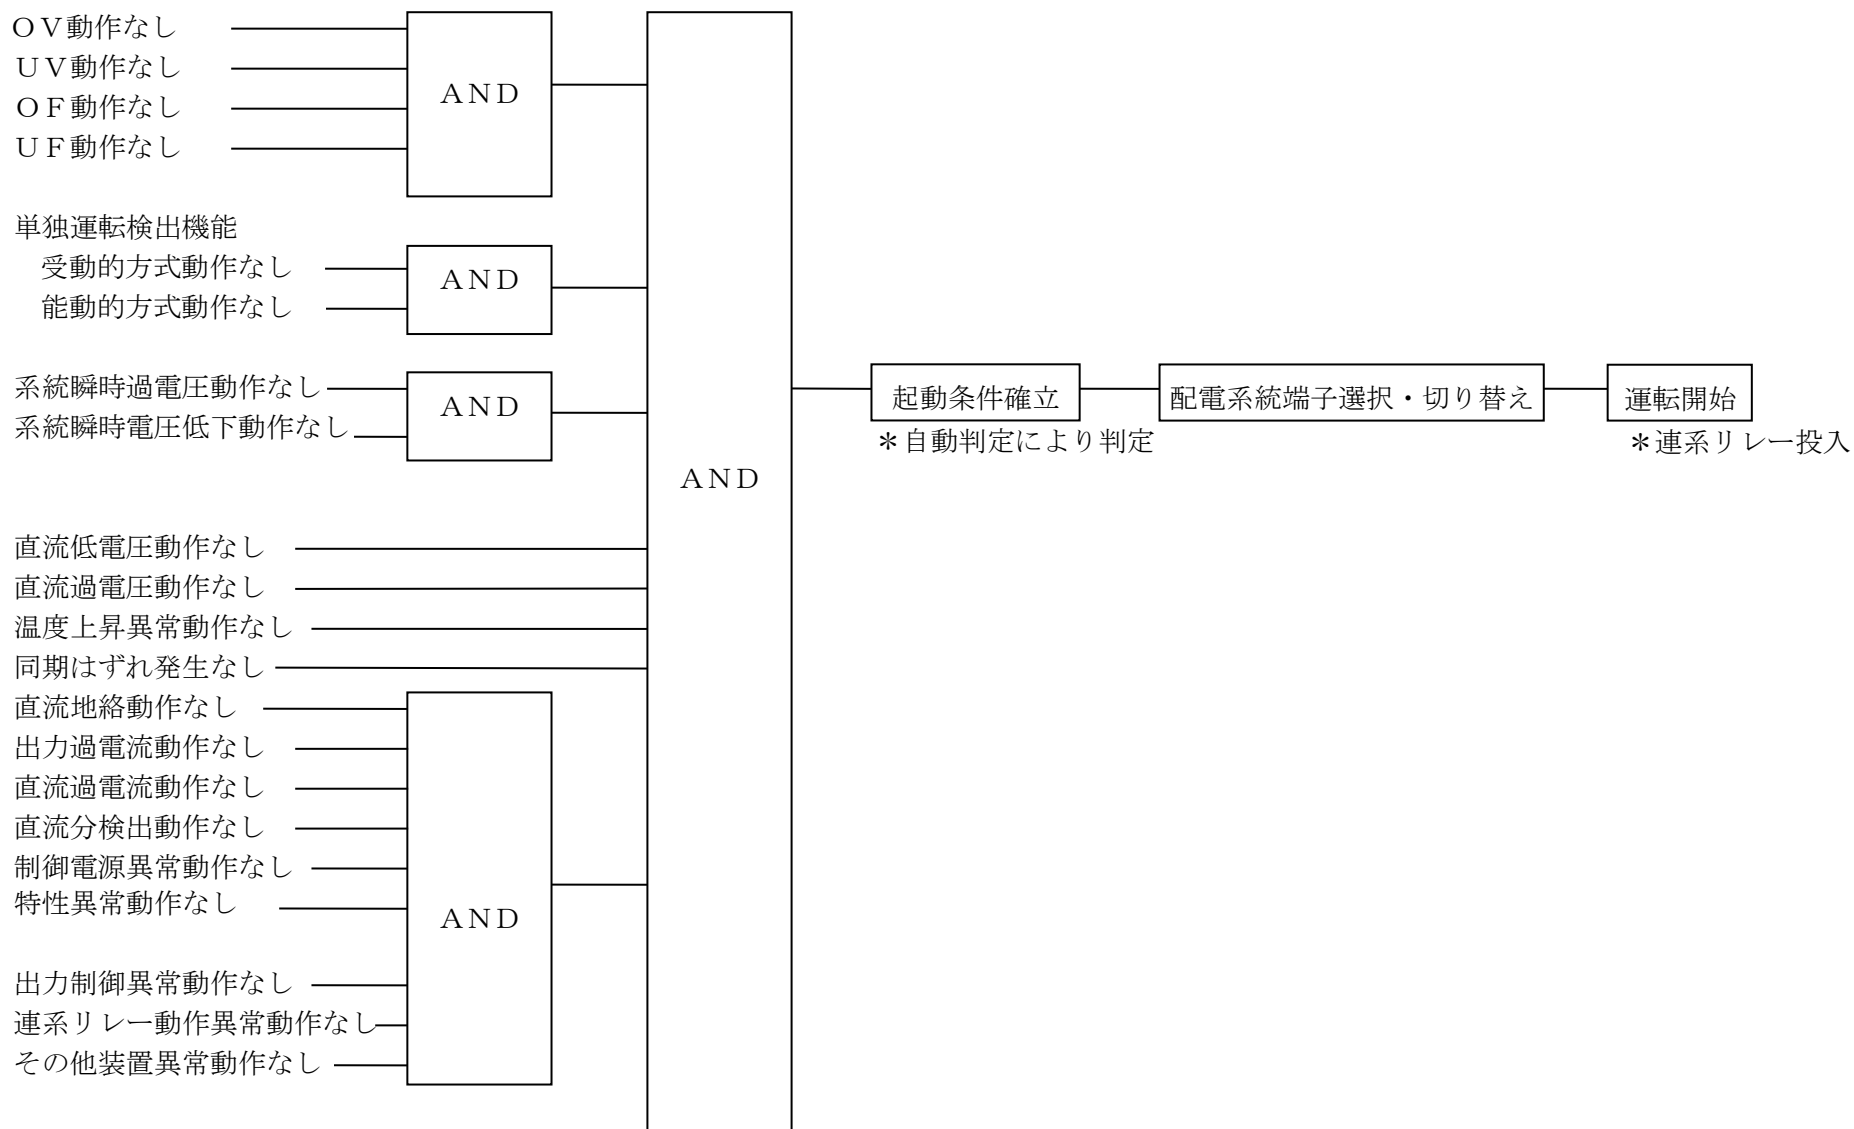 OV動作なし
UV動作なし
OF動作なし
UF動作なし
AND
単独運転検出機能
受動的方式動作なし
能動的方式動作なし
AND
系統瞬時過電圧動作なし
系統瞬時電圧低下動作なし
AND
直流低電圧動作なし
直流過電圧動作なし
温度上昇異常動作なし
同期はずれ発生なし
直流地絡動作なし
出力過電流動作なし
直流過電流動作なし
直流分検出動作なし
制御電源異常動作なし
特性異常動作なし
出力制御異常動作なし
連系リレー動作異常動作なし
その他装置異常動作なし
AND
AND
起動条件確立
＊自動判定により判定
配電系統端子選択・切り替え
運転開始
＊連系リレー投入